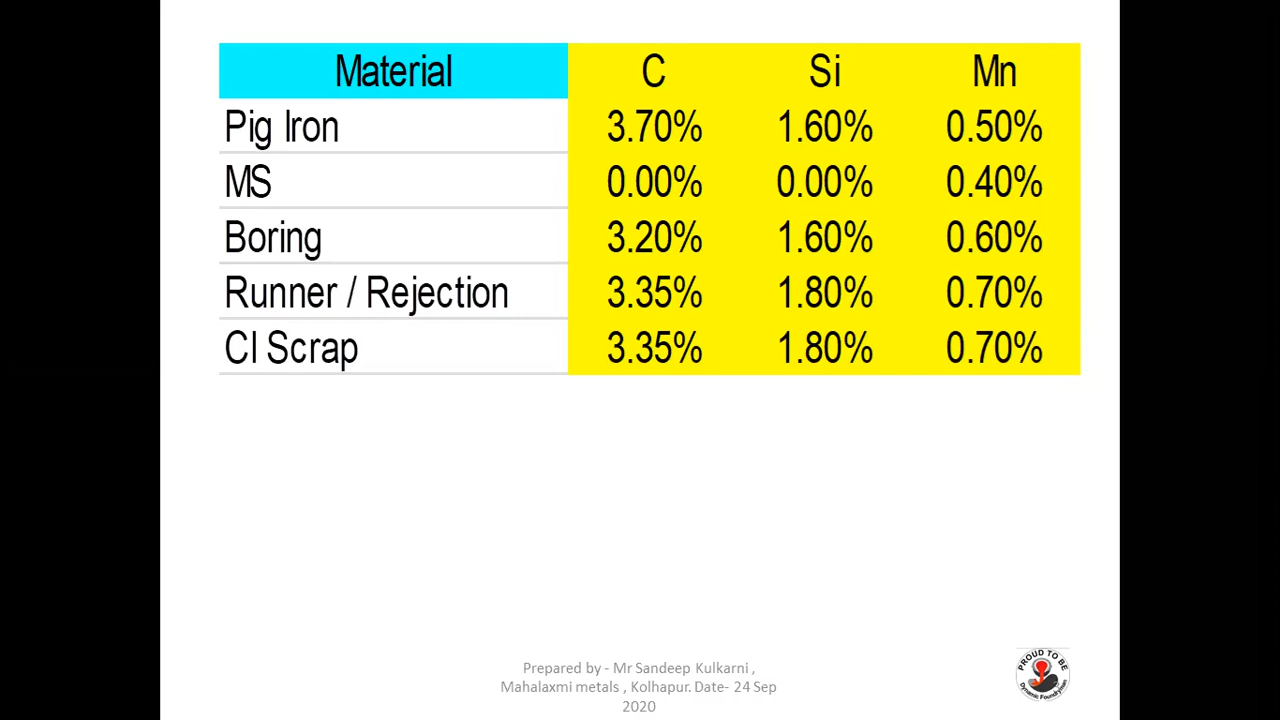 Material C Si Mn
Pig Iron 3.70% 1.60% 0.50%
MS 0.00% 0.00% 0.40%
Boring 3.20% 1.60% 0.60%
Runner / Rejection 3.35% 1.80% 0.70%
CI Scrap 3.35% 1.80% 0.70%
Prepared by - Mr Sandeep Kulkarni ,
Mahalaxmi metals , Kolhapur. Date- 24 Sep
2020
PROUD TO BE
Dynamic Foundrymen